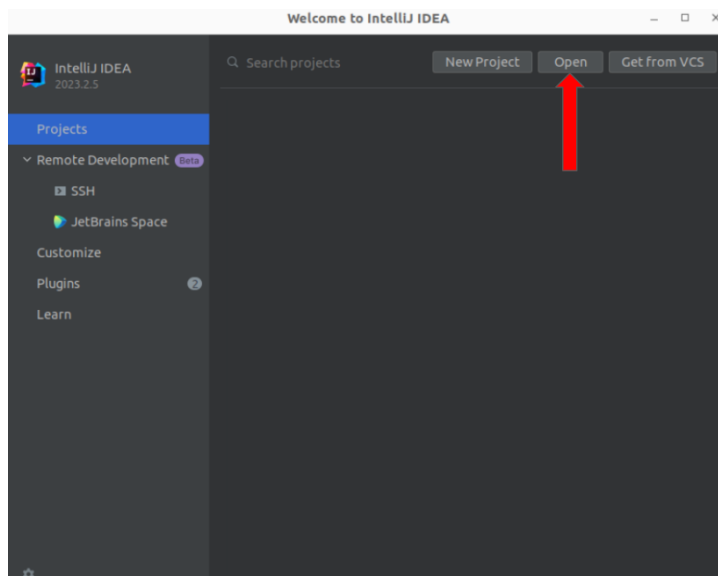 Welcome to IntelliJ IDEA
IntelliJ IDEA
2023.2.5
Search projects
New Project
Open
Get from VCS
Projects
Remote Development Beta
SSH
JetBrains Space
Customize
Plugins 2
Learn